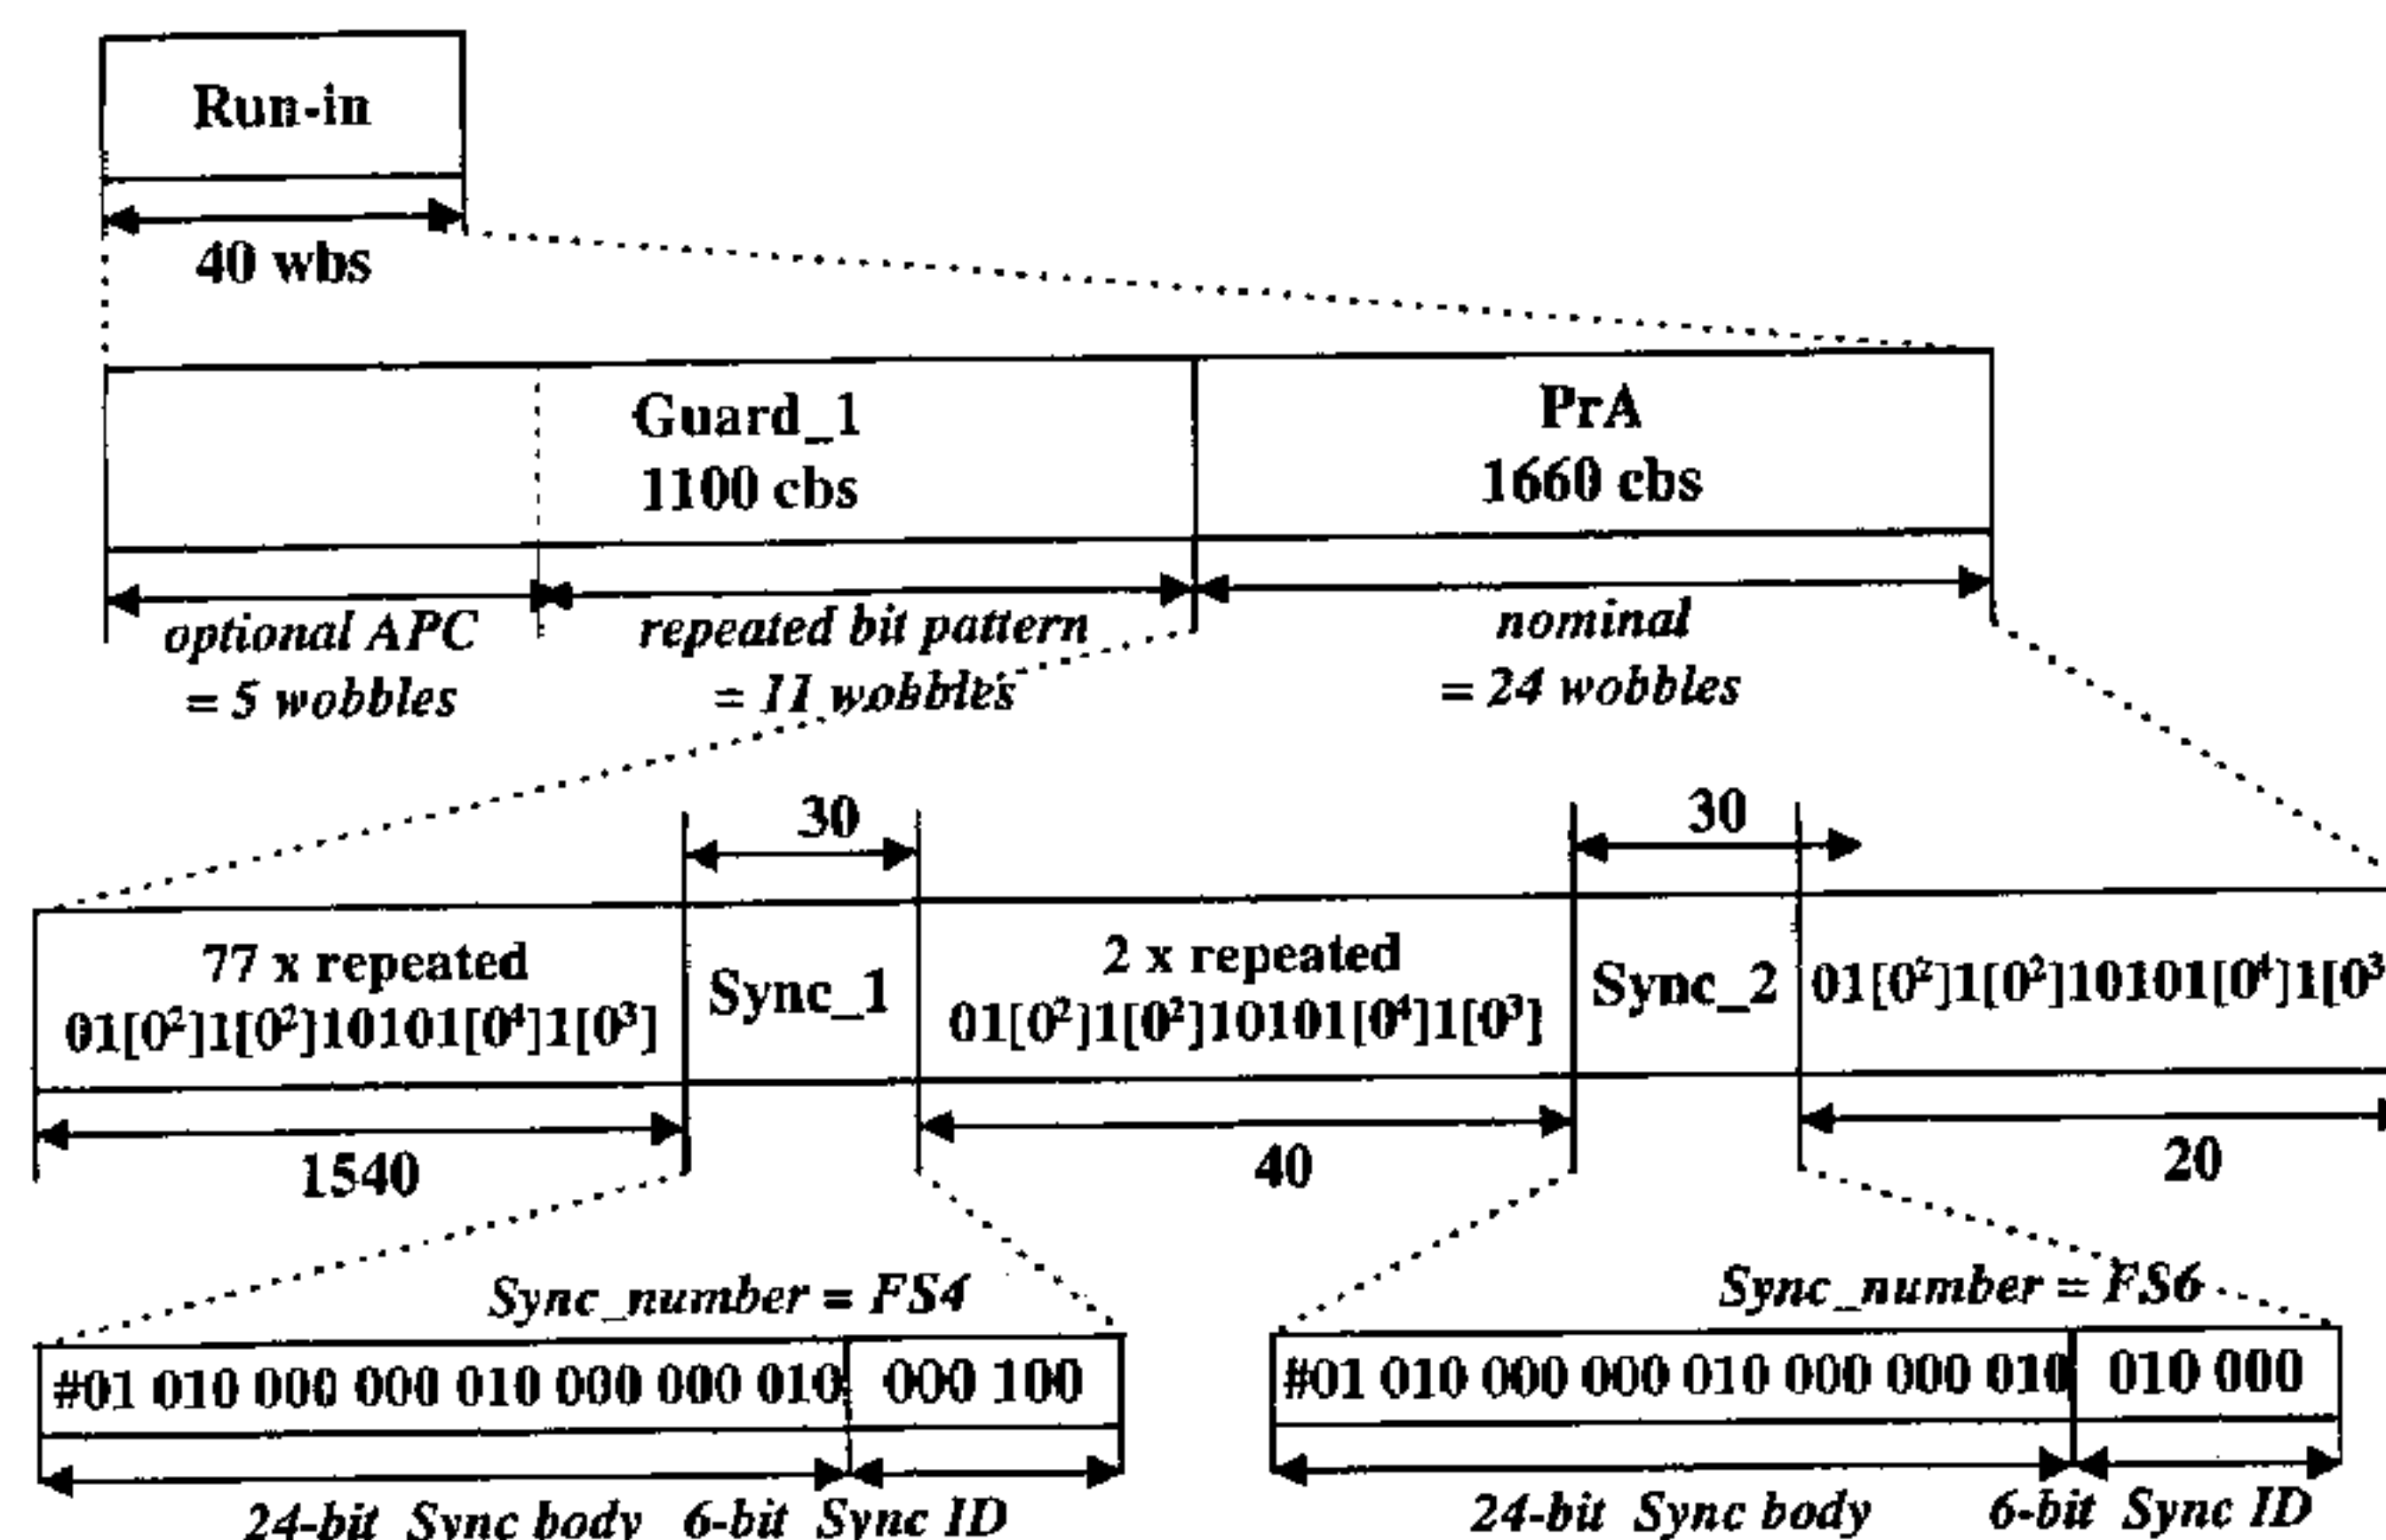 Run-in
40 wbs
Guard_1
1100 cbs
PrA
1660 cbs
optional APC
= 5 wobbles
repeated bit pattern
= 11 wobbles
nominal
= 24 wobbles
30
30
77 x repeated
01[0²]1[0²]10101[0⁴]1[0³]
Sync_1
2 x repeated
01[0²]1[0²]10101[0⁴]1[0³]
Sync_2
01[0²]1[0²]10101[0⁴]1[0³
1540
40
20
Sync_number = FS4
Sync_number = FS6
#01 010 000 000 010 000 000 010
000 100
#01 010 000 000 010 000 000 010
010 000
24-bit Sync body
6-bit Sync ID
24-bit Sync body
6-bit Sync ID